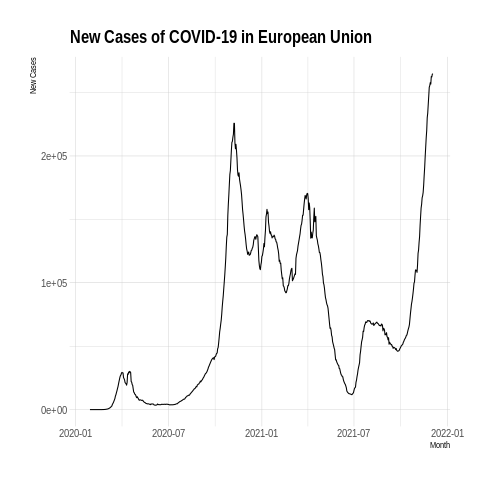 New Cases of COVID-19 in European Union
New Cases
2e+05
1e+05
0e+00
2020-01 2020-07 2021-01 2021-07 2022-01
Month